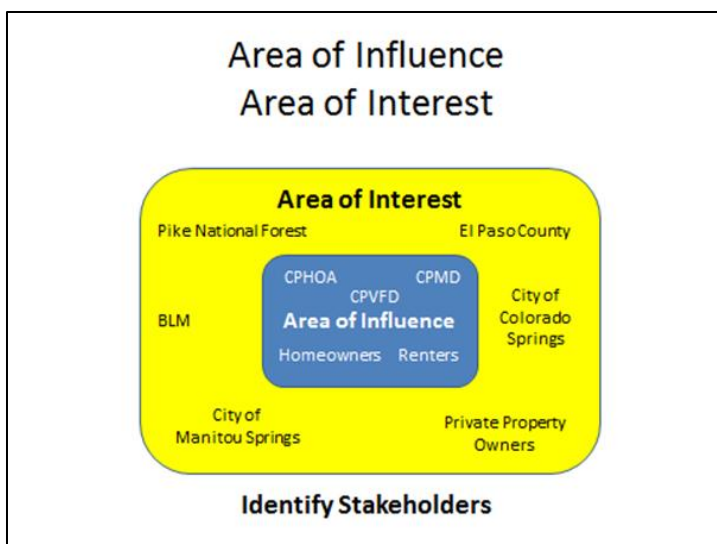 Area of Influence
Area of Interest
Area of Interest
Pike National Forest
El Paso County
CPHOA
CPMD
CPVFD
Area of Influence
Homeowners
Renters
BLM
City of
Colorado
Springs
City of
Manitou Springs
Private Property
Owners
Identify Stakeholders